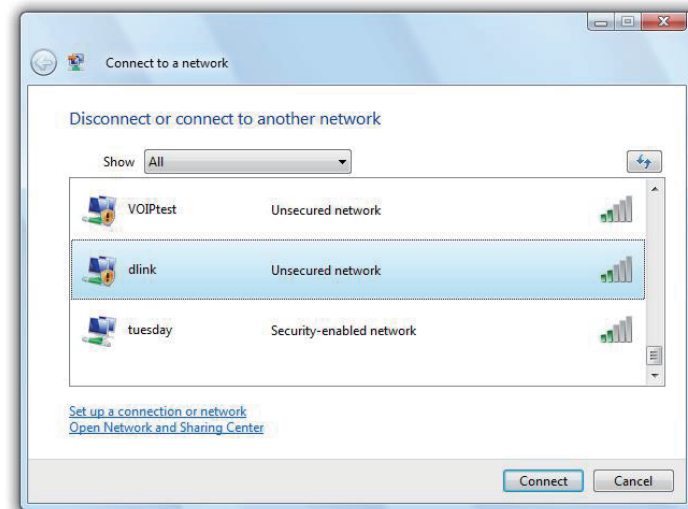 Connect to a network
Disconnect or connect to another network
Show All
VOIPtest Unsecured network
dlink Unsecured network
tuesday Security-enabled network
Set up a connection or network
Open Network and Sharing Center
Connect Cancel